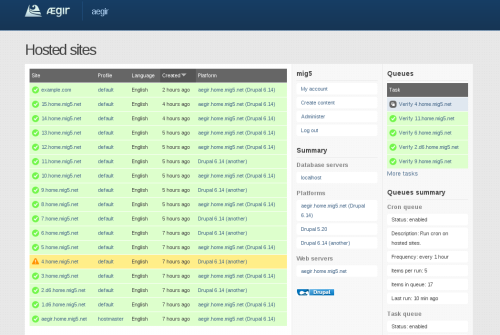 ÆGIR
aegir
Hosted sites
Site Profile Language Created Platform
example.com default English 2 hours ago aegir.home.mig5.net (Drupal 6.14)
15.home.mig5.net default English 4 hours ago aegir.home.mig5.net (Drupal 6.14)
14.home.mig5.net default English 4 hours ago aegir.home.mig5.net (Drupal 6.14)
13.home.mig5.net default English 5 hours ago aegir.home.mig5.net (Drupal 6.14)
12.home.mig5.net default English 5 hours ago aegir.home.mig5.net (Drupal 6.14)
11.home.mig5.net default English 5 hours ago Drupal 6.14 (another)
10.home.mig5.net default English 5 hours ago aegir.home.mig5.net (Drupal 6.14)
9.home.mig5.net default English 5 hours ago Drupal 6.14 (another)
8.home.mig5.net default English 5 hours ago aegir.home.mig5.net (Drupal 6.14)
7.home.mig5.net default English 5 hours ago Drupal 6.14 (another)
6.home.mig5.net default English 7 hours ago Drupal 6.14 (another)
5.home.mig5.net default English 7 hours ago aegir.home.mig5.net (Drupal 6.14)
4.home.mig5.net default English 7 hours ago Drupal 6.14 (another)
3.home.mig5.net default English 7 hours ago aegir.home.mig5.net (Drupal 6.14)
2.d6.home.mig5.net default English 7 hours ago aegir.home.mig5.net (Drupal 6.14)
1.d6.home.mig5.net default English 7 hours ago aegir.home.mig5.net (Drupal 6.14)
aegir.home.mig5.net hostmaster English 7 hours ago aegir.home.mig5.net (Drupal 6.14)
mig5
My account
Create content
Administer
Log out
Summary
Database servers
localhost
Platforms
aegir.home.mig5.net (Drupal
6.14)
Drupal 5.20
Drupal 6.14 (another)
Web servers
aegir.home.mig5.net
Drupal
Queues
Task
Verify 4.home.mig5.net
Verify 11.home.mig5.net
Verify 6.home.mig5.net
Verify 2.d6.home.mig5.net
Verify 9.home.mig5.net
More tasks
Queues summary
Cron queue
Status: enabled
Description: Run cron on
hosted sites.
Frequency: every 1 hour
Items per run: 5
Items in queue: 17
Last run: 10 min ago
Task queue
Status: enabled